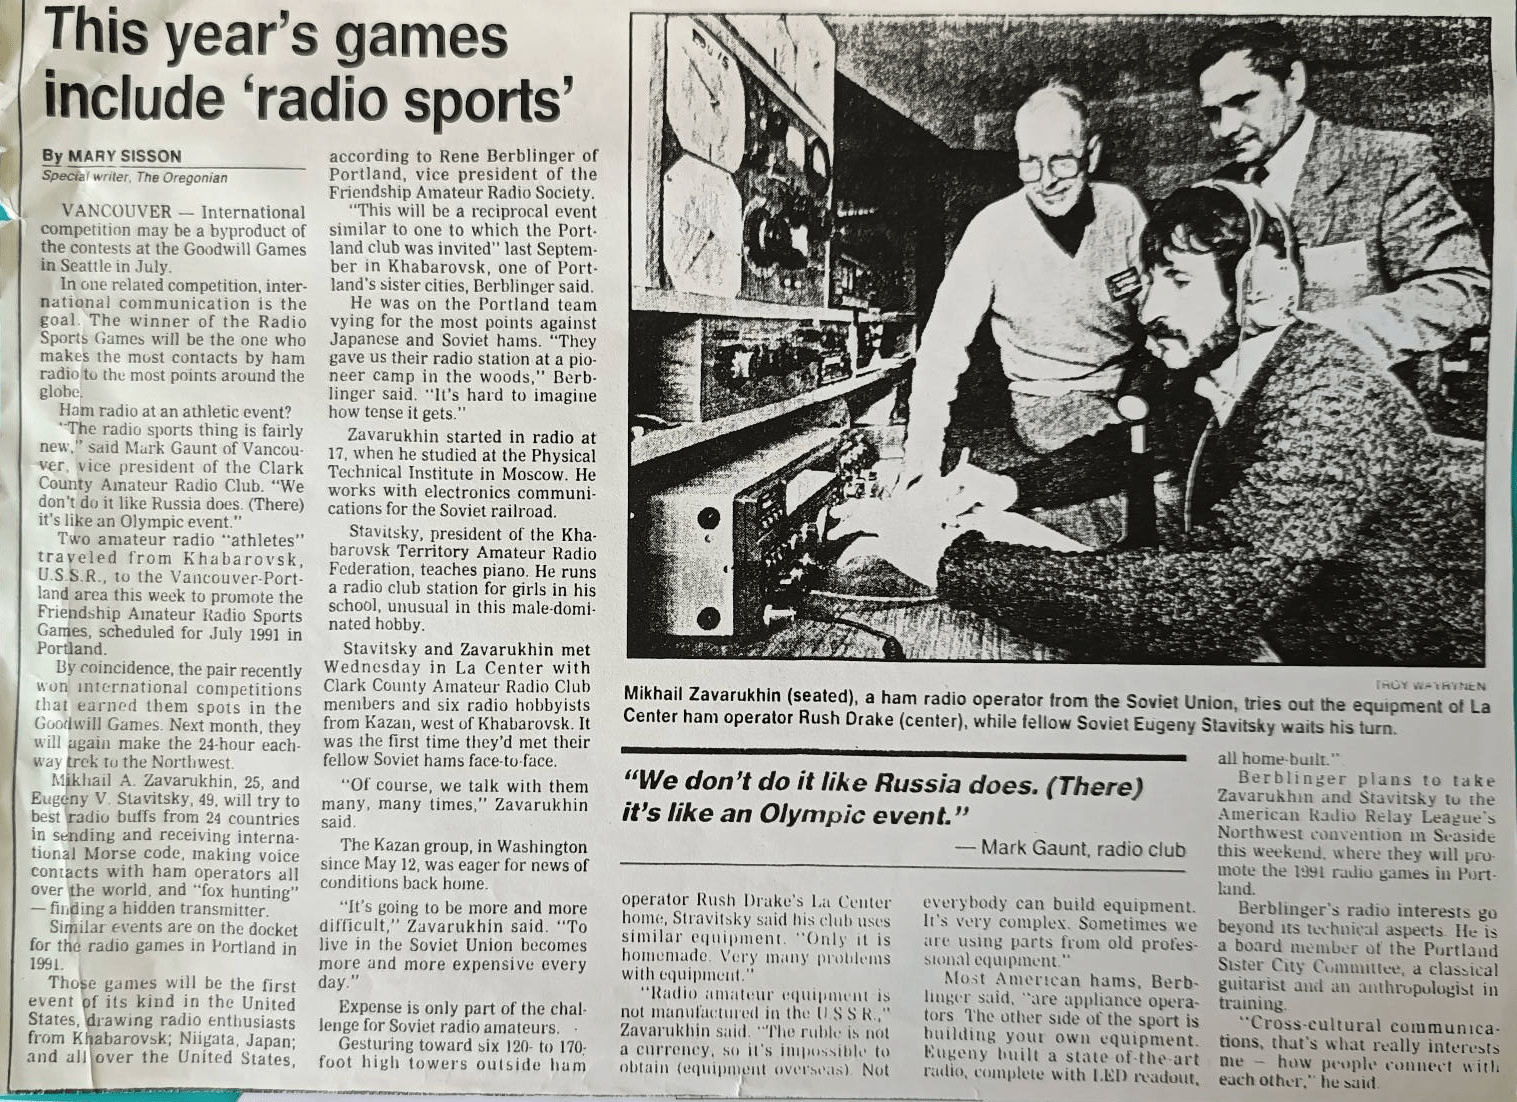 This year's games
include 'radio sports'
By MARY SISSON
Special writer, The Oregonian
VANCOUVER — International
competition may be a byproduct of
the contests at the Goodwill Games
in Seattle in July.
In one related competition, inter-
national communication is the
goal. The winner of the Radio
Sports Games will be the one who
makes the most contacts by ham
radio to the most points around the
globe.
Ham radio at an athletic event?
"The radio sports thing is fairly
new," said Mark Gaunt of Vancou-
ver, vice president of the Clark
County Amateur Radio Club. "We
don't do it like Russia does. (There)
it's like an Olympic event."
Two amateur radio "athletes"
traveled from Khabarovsk,
U.S.S.R., to the Vancouver-Port-
land area this week to promote the
Friendship Amateur Radio Sports
Games, scheduled for July 1991 in
Portland.
By coincidence, the pair recently
won international competitions
that earned them spots in the
Goodwill Games. Next month, they
will again make the 24-hour each-
way trek to the Northwest.
Mikhail A. Zavarukhin, 25, and
Eugeny V. Stavitsky, 49, will try to
best radio buffs from 24 countries
in sending and receiving interna-
tional Morse code, making voice
contacts with ham operators all
over the world, and "fox hunting"
— finding a hidden transmitter.
Similar events are on the docket
for the radio games in Portland in
1991.
Those games will be the first
event of its kind in the United
States, drawing radio enthusiasts
from Khabarovsk; Niigata, Japan;
and all over the United States,
according to Rene Berblinger of
Portland, vice president of the
Friendship Amateur Radio Society.
"This will be a reciprocal event
similar to one to which the Port-
land club was invited" last Septem-
ber in Khabarovsk, one of Port-
land's sister cities, Berblinger said.
He was on the Portland team
vying for the most points against
Japanese and Soviet hams. "They
gave us their radio station at a pio-
neer camp in the woods," Berb-
linger said. "It's hard to imagine
how tense it gets."
Zavarukhin started in radio at
17, when he studied at the Physical
Technical Institute in Moscow. He
works with electronics communi-
cations for the Soviet railroad.
Stavitsky, president of the Kha-
barovsk Territory Amateur Radio
Federation, teaches piano. He runs
a radio club station for girls in his
school, unusual in this male-domi-
nated hobby.
Stavitsky and Zavarukhin met
Wednesday in La Center with
Clark County Amateur Radio Club
members and six radio hobbyists
from Kazan, west of Khabarovsk. It
was the first time they'd met their
fellow Soviet hams face-to-face.
"Of course, we talk with them
many, many times," Zavarukhin
said.
The Kazan group, in Washington
since May 12, was eager for news of
conditions back home.
"It's going to be more and more
difficult," Zavarukhin said. "To
live in the Soviet Union becomes
more and more expensive every
day."
Expense is only part of the chal-
lenge for Soviet radio amateurs.
Gesturing toward six 120- to 170-
foot high towers outside ham
TROY WAYRYNEN
Mikhail Zavarukhin (seated), a ham radio operator from the Soviet Union, tries out the equipment of La
Center ham operator Rush Drake (center), while fellow Soviet Eugeny Stavitsky waits his turn.
"We don't do it like Russia does. (There)
it's like an Olympic event."
— Mark Gaunt, radio club
operator Rush Drake's La Center
home, Stravitsky said his club uses
similar equipment. "Only it is
homemade. Very many problems
with equipment."
"Radio amateur equipment is
not manufactured in the U.S.S.R.,"
Zavarukhin said. "The ruble is not
a currency, so it's impossible to
obtain (equipment overseas). Not
everybody can build equipment.
It's very complex. Sometimes we
are using parts from old profes-
sional equipment."
Most American hams, Berb-
linger said, "are appliance opera-
tors. The other side of the sport is
building your own equipment.
Eugeny built a state-of-the-art
radio, complete with LED readout,
all home-built."
Berblinger plans to take
Zavarukhin and Stavitsky to the
American Radio Relay League's
Northwest convention in Seaside
this weekend, where they will pro-
mote the 1991 radio games in Port-
land.
Berblinger's radio interests go
beyond its technical aspects. He is
a board member of the Portland
Sister City Committee, a classical
guitarist and an anthropologist in
training.
"Cross-cultural communica-
tions, that's what really interests
me — how people connect with
each other," he said.